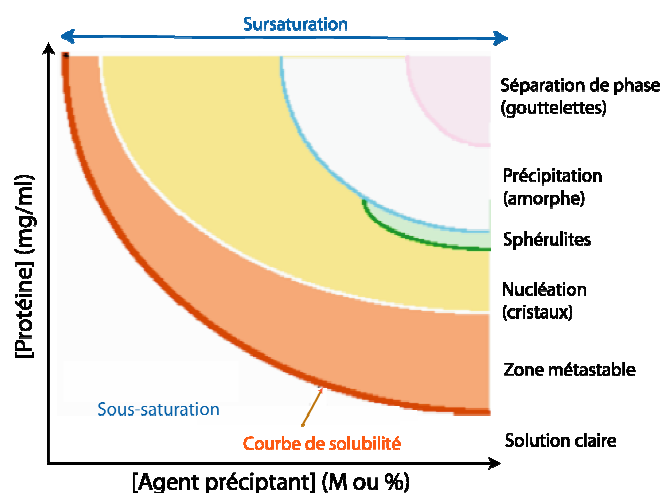 Sursaturation
[Protéine] (mg/ml)
Séparation de phase
(gouttelettes)
Précipitation
(amorphe)
Sphérulites
Nucléation
(cristaux)
Zone métastable
Sous-saturation
Courbe de solubilité
Solution claire
[Agent préciptant] (M ou %)